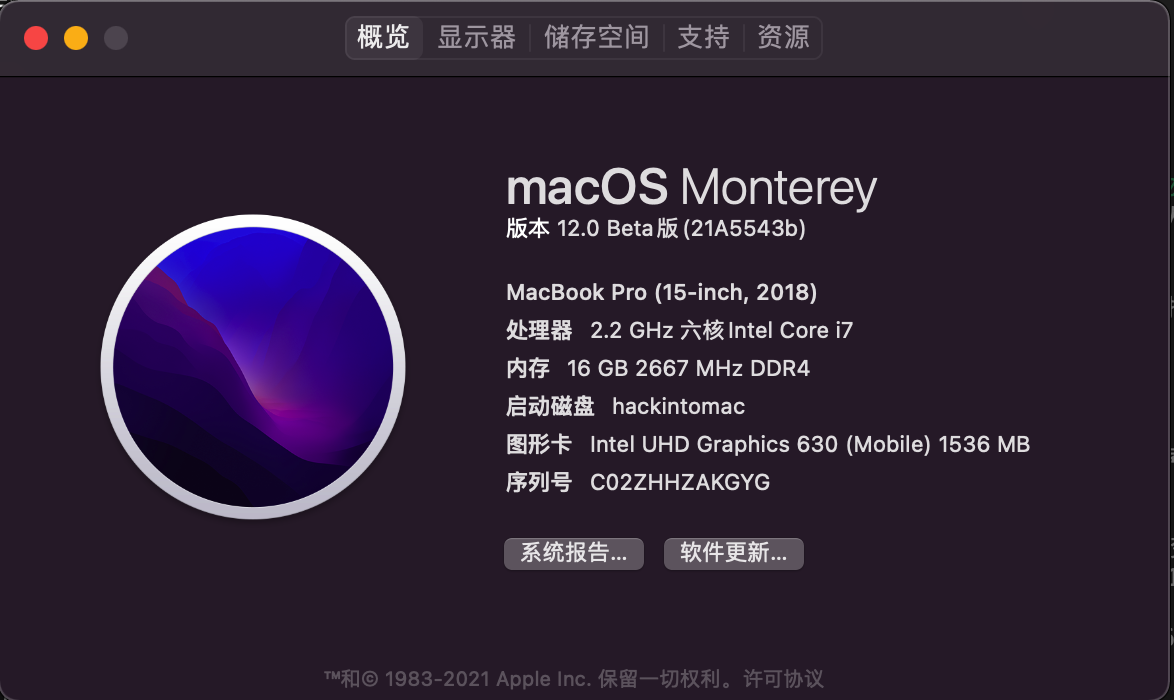 概览 显示器 储存空间 支持 资源
macOS Monterey
版本 12.0 Beta版 (21A5543b)
MacBook Pro (15-inch, 2018)
处理器 2.2 GHz 六核Intel Core i7
内存 16 GB 2667 MHz DDR4
启动磁盘 hackintomac
图形卡 Intel UHD Graphics 630 (Mobile) 1536 MB
序列号 C02ZHHZAKGYG
系统报告... 软件更新...
™和© 1983-2021 Apple Inc. 保留一切权利。许可协议